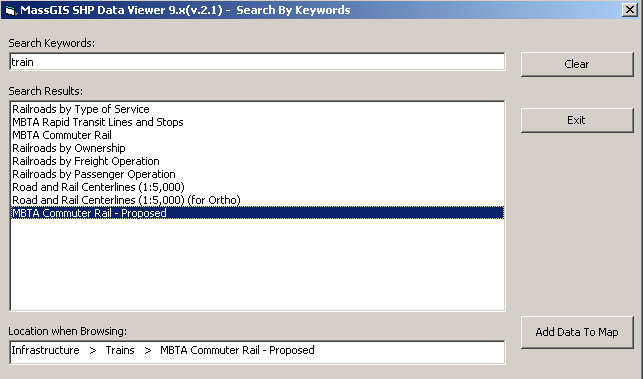 MassGIS SHP Data Viewer 9.x(v.2.1) - Search By Keywords
Search Keywords:
train
Clear
Search Results:
Exit
Railroads by Type of Service
MBTA Rapid Transit Lines and Stops
MBTA Commuter Rail
Railroads by Ownership
Railroads by Freight Operation
Railroads by Passenger Operation
Road and Rail Centerlines (1:5,000)
Road and Rail Centerlines (1:5,000) (for Ortho)
MBTA Commuter Rail - Proposed
Add Data To Map
Location when Browsing:
Infrastructure > Trains > MBTA Commuter Rail - Proposed